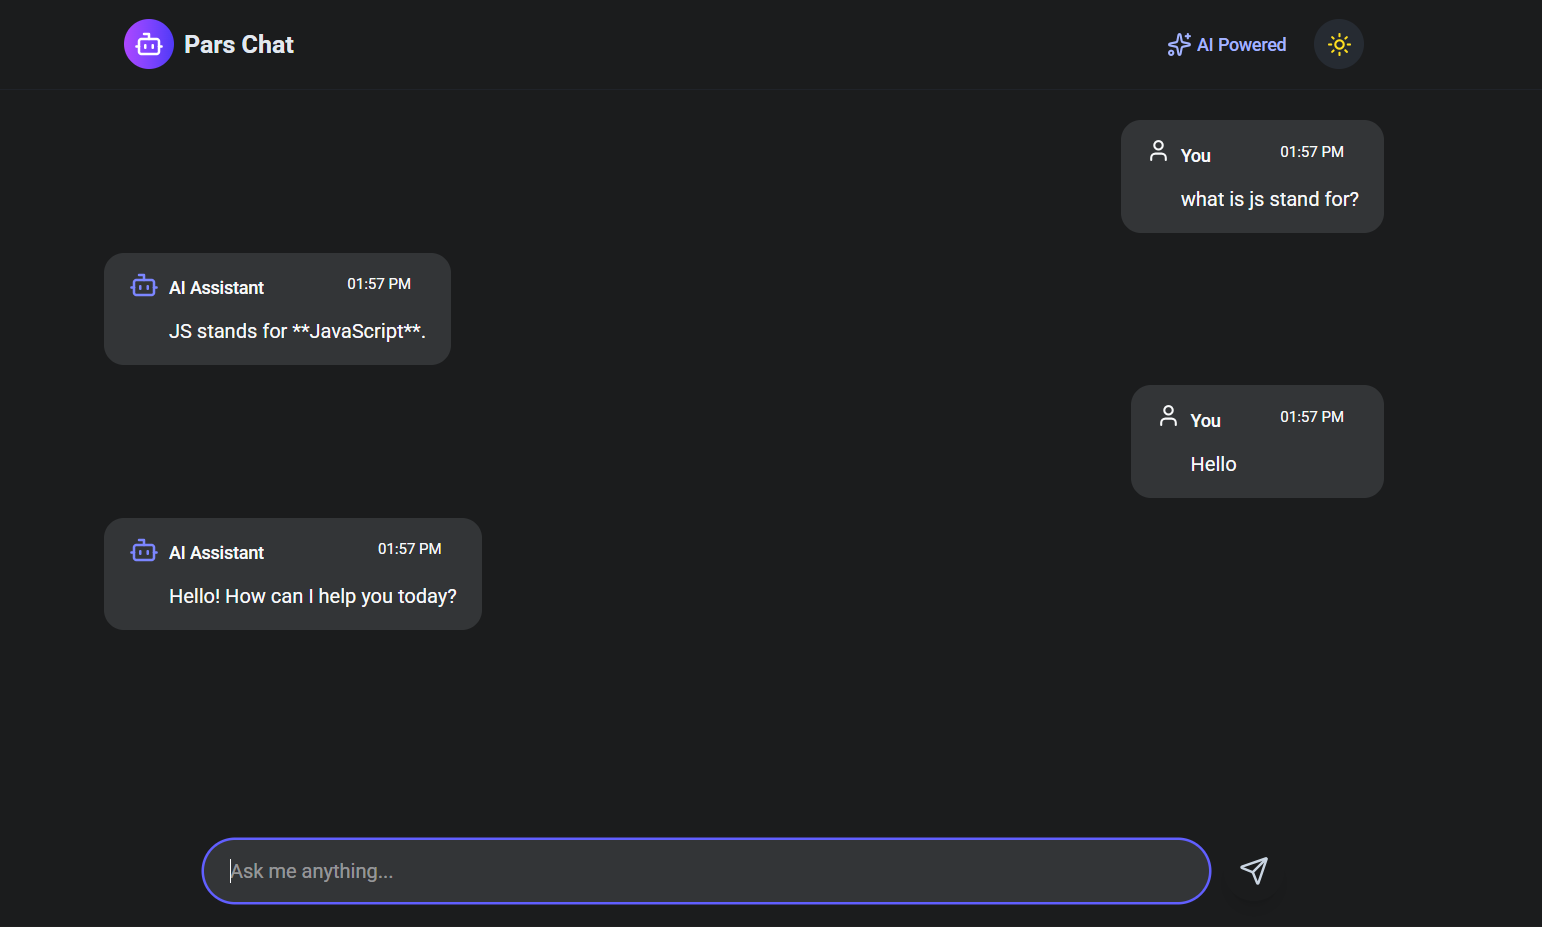 Pars Chat
AI Powered
You
01:57 PM
what is js stand for?
AI Assistant
01:57 PM
JS stands for **JavaScript**.
You
01:57 PM
Hello
AI Assistant
01:57 PM
Hello! How can I help you today?
Ask me anything...